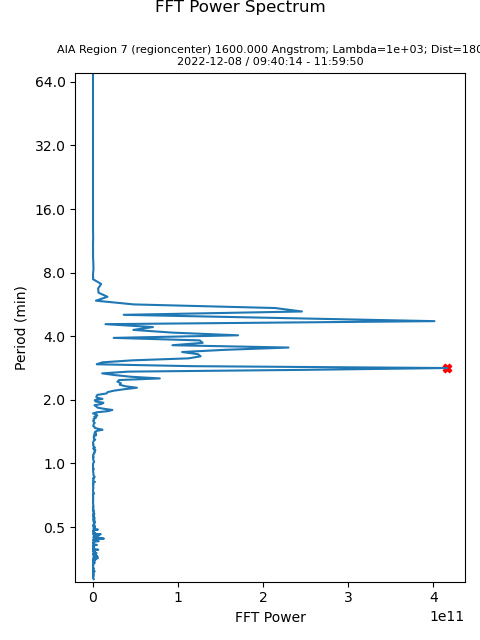 FFT Power Spectrum
AIA Region 7 (regioncenter) 1600.000 Angstrom; Lambda=1e+03; Dist=180
2022-12-08 / 09:40:14 - 11:59:50
64.0
32.0
16.0
8.0
4.0
2.0
1.0
0.5
Period (min)
0 1 2 3 4
1e11
FFT Power